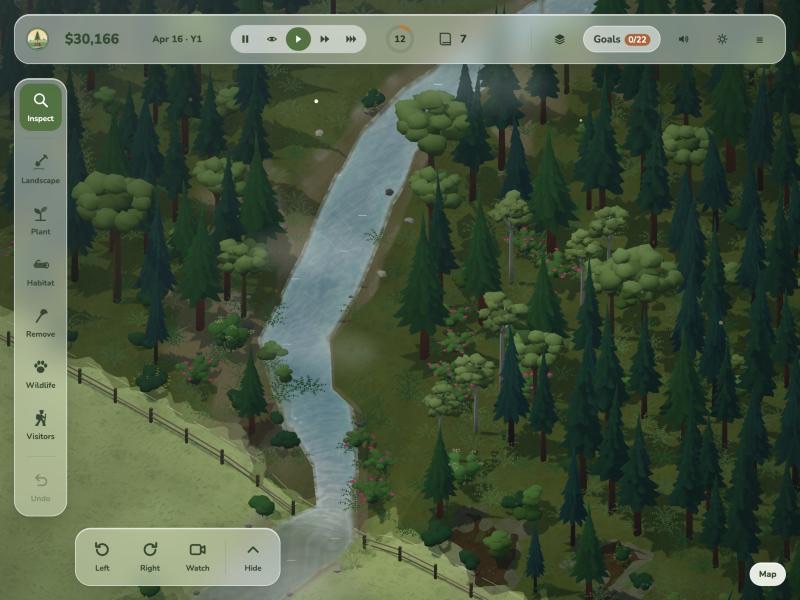 $30,166
Apr 16 · Y1
12
7
Goals 0/22
Inspect
Landscape
Plant
Habitat
Remove
Wildlife
Visitors
Undo
Left
Right
Watch
Hide
Map